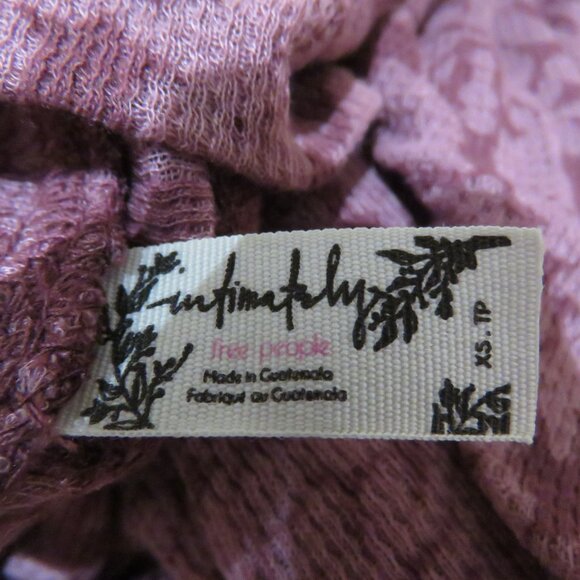 intimately
free people
Made in Guatemala
Fabriqué au Guatemala
XS.TP